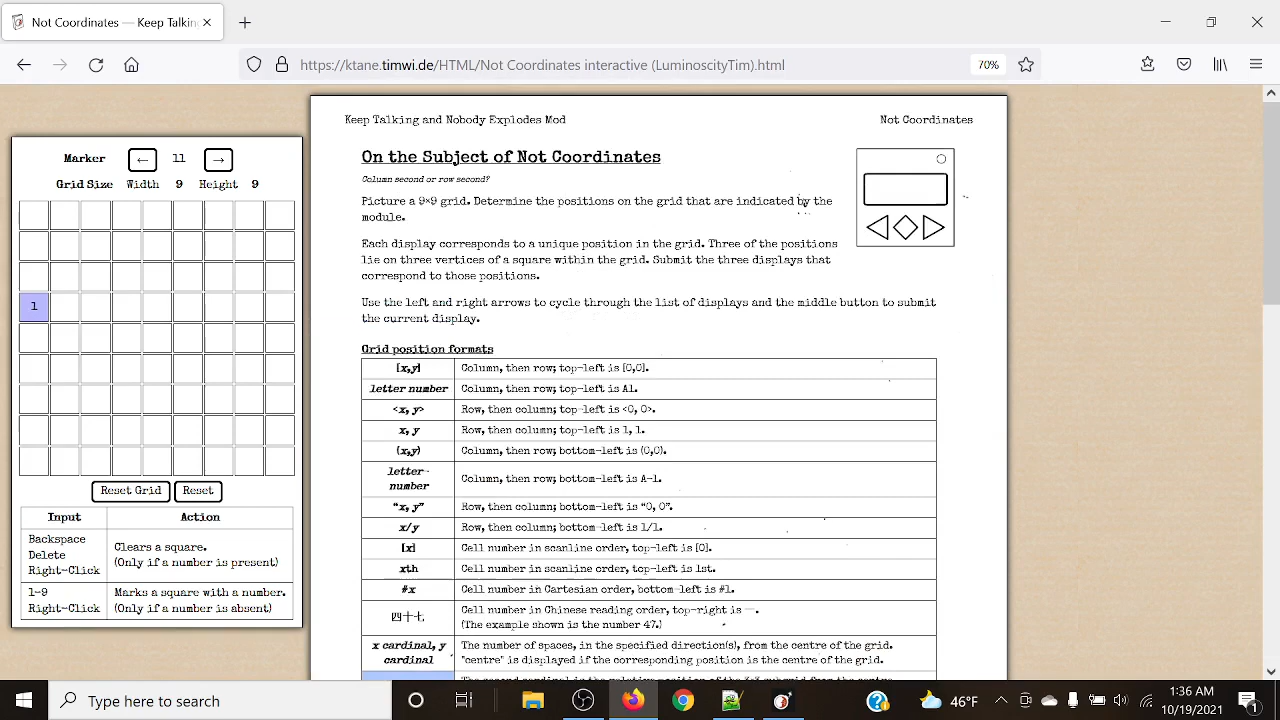 Not Coordinates — Keep Talkin
https://ktane.timwi.de/HTML/Not Coordinates interactive (LuminosityTim).html
70%
Marker ← 11 →
Grid Size Width 9 Height 9
1
Reset Grid Reset
Input Action
Backspace
Delete
Right-Click
Clears a square.
(Only if a number is present)
1-9
Right-Click
Marks a square with a number.
(Only if a number is absent)
Keep Talking and Nobody Explodes Mod
Not Coordinates
On the Subject of Not Coordinates
Column second or row second?
Picture a 9×9 grid. Determine the positions on the grid that are indicated by the
module.
Each display corresponds to a unique position in the grid. Three of the positions
lie on three vertices of a square within the grid. Submit the three displays that
correspond to those positions.
Use the left and right arrows to cycle through the list of displays and the middle button to submit
the current display.
Grid position formats
[x,y] Column, then row; top-left is [0,0].
letter number Column, then row; top-left is A1.
<x, y> Row, then column; top-left is <0, 0>.
x, y Row, then column; top-left is 1, 1.
(x,y) Column, then row; bottom-left is (0,0).
letter-
number
Column, then row; bottom-left is A-1.
“x, y” Row, then column; bottom-left is “0, 0”.
x/y Row, then column; bottom-left is 1/1.
[x] Cell number in scanline order, top-left is [0].
xth Cell number in scanline order, top-left is 1st.
#x Cell number in Cartesian order, bottom-left is #1.
四十七
Cell number in Chinese reading order, top-right is 一.
(The example shown is the number 47.)
x cardinal, y
cardinal
The number of spaces, in the specified direction(s), from the centre of the grid.
"centre" is displayed if the corresponding position is the centre of the grid.
Type here to search
46°F
1:36 AM
10/19/2021
1